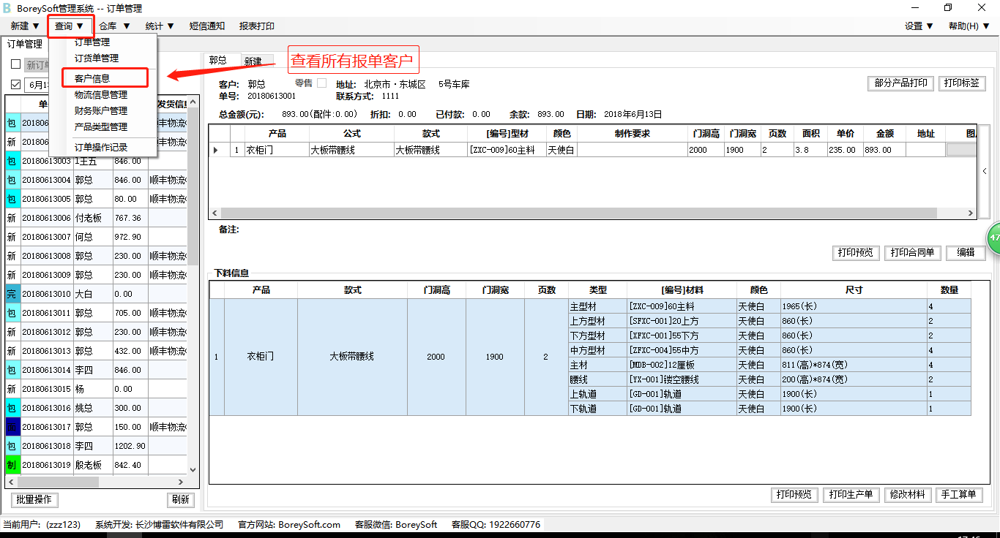 BoreySoft管理系统 -- 订单管理
新建 ▼ 查询 ▼ 仓库 ▼ 统计 ▼ 短信通知 报表打印 设置 ▼ 帮助(H) ▼
订单管理
订单管理
订货单管理
客户信息
物流信息管理
财务账户管理
产品类型管理
订单操作记录
查看所有报单客户
新订单
6月1
单 发货信息
包 20180613 顺丰物流
新 20180613 顺丰物流
包 20180613003 1王五 846.00
包 20180613004 郭总 846.00 顺丰物流
包 20180613005 郭总 80.00 顺丰物流
新 20180613006 付老板 767.36
新 20180613007 何总 972.90
新 20180613008 郭总 230.00 顺丰物流
新 20180613009 郭总 230.00 顺丰物流
完 20180613010 大白 0.00
包 20180613011 郭总 705.00 顺丰物流
新 20180613012 郭总 230.00 顺丰物流
新 20180613013 郭总 432.00 顺丰物流
包 20180613014 李四 846.00
新 20180613015 杨 0.00
包 20180613016 姚总 300.00
20180613017 郭总 150.00 顺丰物流
包 20180613018 李四 1202.90
制 20180613019 殷老板 842.40
批量操作 刷新
郭总 新建
客户: 郭总 零售 地址: 北京市·东城区 5号车库
单号: 20180613001 联系方式: 1111
部分产品打印 打印标签
总金额(元): 893.00(配件:0.00) 折扣: 0.00 已付款: 0.00 余款: 893.00 日期: 2018年6月13日
产品 公式 款式 [编号]型材 颜色 制作要求 门洞高 门洞宽 页数 面积 单价 金额 地址 图
1 衣柜门 大板带腰线 大板带腰线 [ZXC-009]60主料 天使白 2000 1900 2 3.8 235.00 893.00
备注:
47
打印预览 打印合同单 编辑
下料信息
产品 款式 门洞高 门洞宽 页数 类型 [编号]材料 颜色 尺寸 数量
1 衣柜门 大板带腰线 2000 1900 2
主型材 [ZXC-009]60主料 天使白 1965(长) 4
上方型材 [SFXC-001]20上方 天使白 860(长) 2
下方型材 [XFXC-001]55下方 天使白 860(长) 2
中方型材 [ZFXC-004]55中方 天使白 860(长) 4
主材 [MDB-002]12厘板 天使白 811(高)*874(宽) 4
腰线 [YX-001]镂空腰线 天使白 200(高)*874(宽) 2
上轨道 [GD-001]轨道 天使白 1900(长) 1
下轨道 [GD-001]轨道 天使白 1900(长) 1
打印预览 打印生产单 修改材料 手工算单
当前用户: (zzz123) 系统开发: 长沙博雷软件有限公司 官方网站: BoreySoft.com 客服微信: BoreySoft 客服QQ: 1922660776